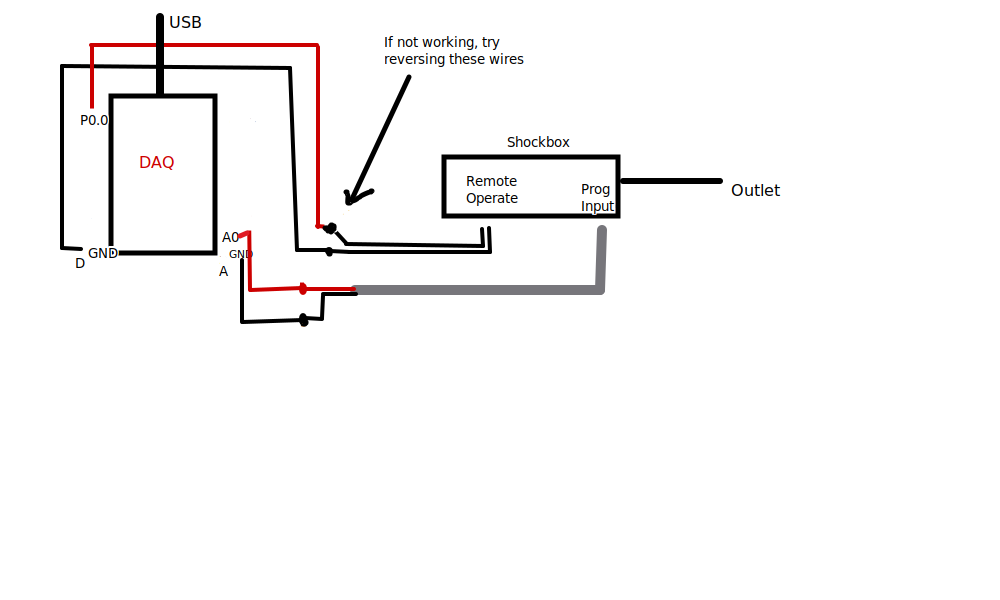 USB
If not working, try
reversing these wires
P0.0
Shockbox
DAQ
Remote
Operate
Prog
Input
Outlet
A0
GND
GND
D
A